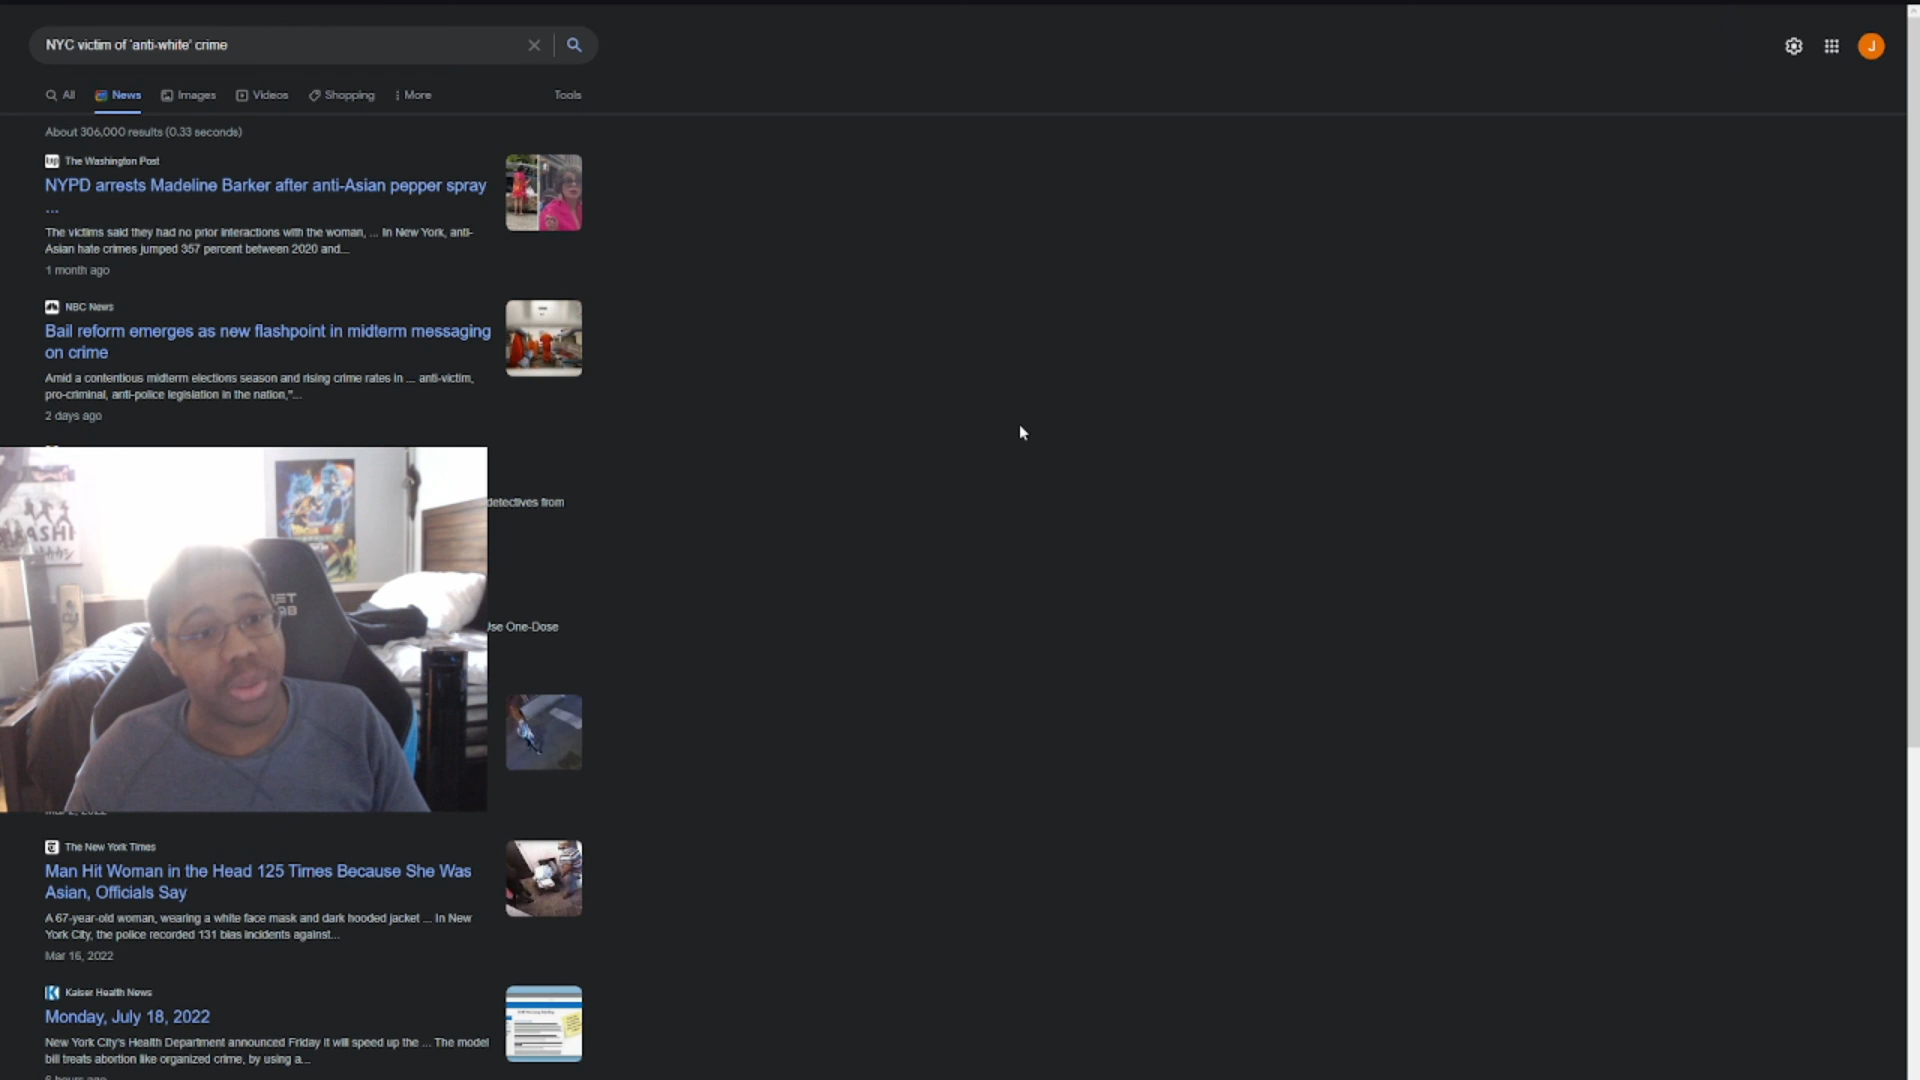 NYC victim of 'anti-white' crime
All News Images Videos Shopping More Tools
About 306,000 results (0.33 seconds)
The Washington Post
NYPD arrests Madeline Barker after anti-Asian pepper spray
...
The victims said they had no prior interactions with the woman, ... In New York, anti-
Asian hate crimes jumped 357 percent between 2020 and...
1 month ago
NBC News
Bail reform emerges as new flashpoint in midterm messaging
on crime
Amid a contentious midterm elections season and rising crime rates in ... anti-victim,
pro-criminal, anti-police legislation in the nation,"...
2 days ago
detectives from
Use One-Dose
The New York Times
Man Hit Woman in the Head 125 Times Because She Was
Asian, Officials Say
A 67-year-old woman, wearing a white face mask and dark hooded jacket ... In New
York City, the police recorded 131 bias incidents against...
Mar 16, 2022
Kaiser Health News
Monday, July 18, 2022
New York City's Health Department announced Friday it will speed up the ... The model
bill treats abortion like organized crime, by using a...
J